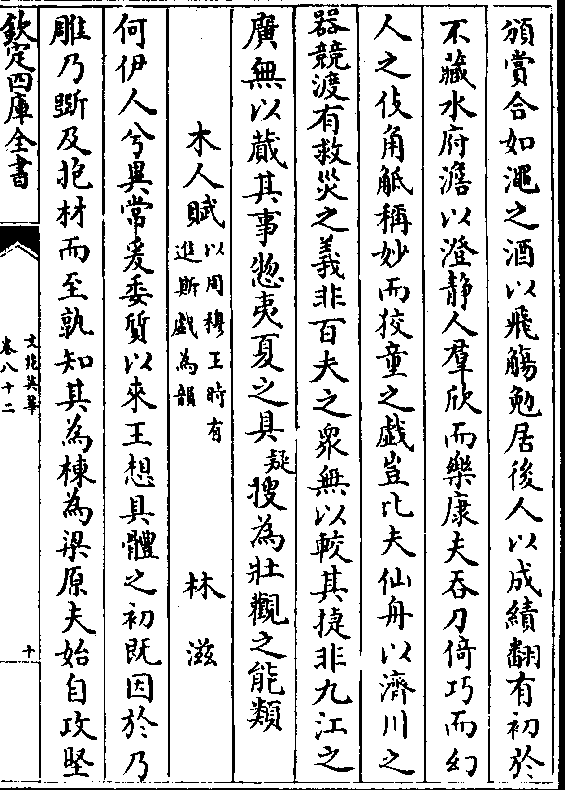 頒賞合如澠之酒以飛觴勉居後人以成績翻有初於
不藏水府澹以澄静人羣欣而樂康夫吞刀倚巧而幻
人之伎角觝稱妙而狡童之戲豈比夫仙舟以濟川之
器競渡有救災之義非百夫之衆無以較其捷非九江之
廣無以蕆其事惣夷夏之具疑搜為壯觀之能類
木人賦以周穆王時有進斯戲為韻 林滋
何伊人兮異常爰委質以來王想具體之初既因於乃
雕乃斵及抱材而至孰知其為棟為梁原夫始自攻堅
欽定四庫全書
文苑英華
卷八十二
十